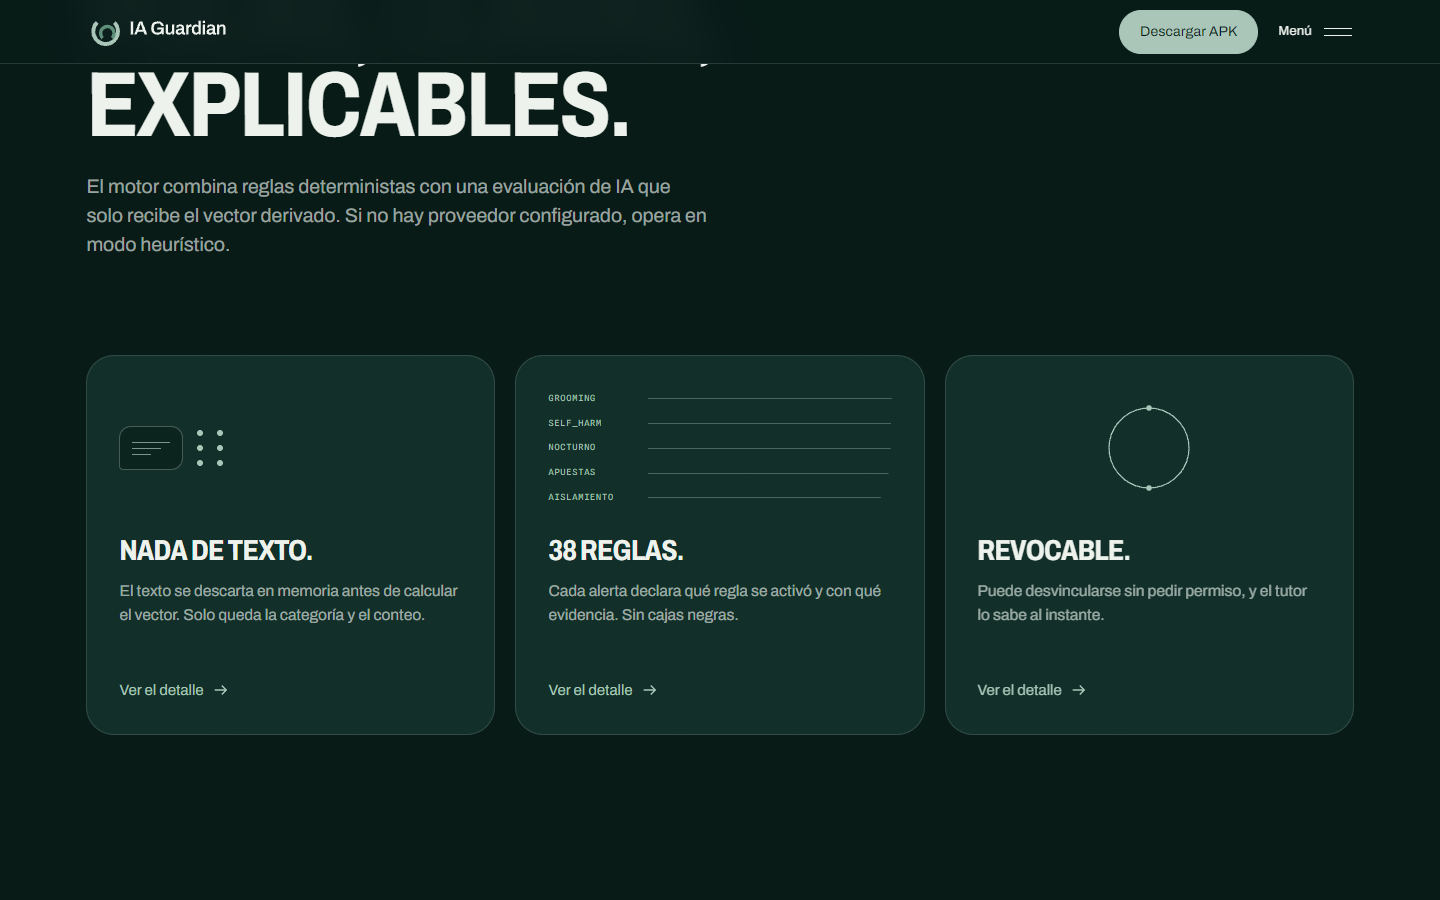 IA Guardian
Descargar APK
Menú
EXPLICABLES.
El motor combina reglas deterministas con una evaluación de IA que
solo recibe el vector derivado. Si no hay proveedor configurado, opera en
modo heurístico.
GROOMING
SELF_HARM
NOCTURNO
APUESTAS
AISLAMIENTO
NADA DE TEXTO.
El texto se descarta en memoria antes de calcular
el vector. Solo queda la categoría y el conteo.
Ver el detalle
38 REGLAS.
Cada alerta declara qué regla se activó y con qué
evidencia. Sin cajas negras.
Ver el detalle
REVOCABLE.
Puede desvincularse sin pedir permiso, y el tutor
lo sabe al instante.
Ver el detalle